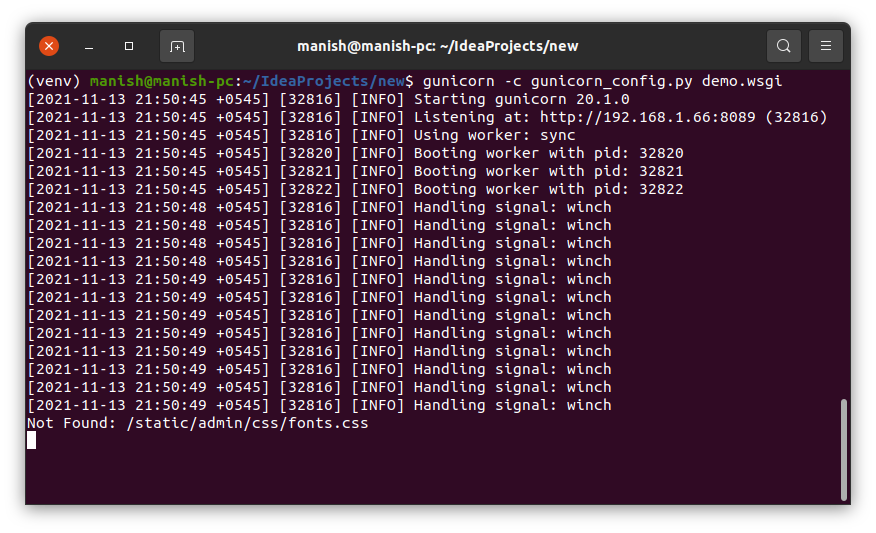 manish@manish-pc: ~/IdeaProjects/new
(venv) manish@manish-pc:~/IdeaProjects/new$ gunicorn -c gunicorn_config.py demo.wsgi
[2021-11-13 21:50:45 +0545] [32816] [INFO] Starting gunicorn 20.1.0
[2021-11-13 21:50:45 +0545] [32816] [INFO] Listening at: http://192.168.1.66:8089 (32816)
[2021-11-13 21:50:45 +0545] [32816] [INFO] Using worker: sync
[2021-11-13 21:50:45 +0545] [32820] [INFO] Booting worker with pid: 32820
[2021-11-13 21:50:45 +0545] [32821] [INFO] Booting worker with pid: 32821
[2021-11-13 21:50:45 +0545] [32822] [INFO] Booting worker with pid: 32822
[2021-11-13 21:50:48 +0545] [32816] [INFO] Handling signal: winch
[2021-11-13 21:50:48 +0545] [32816] [INFO] Handling signal: winch
[2021-11-13 21:50:48 +0545] [32816] [INFO] Handling signal: winch
[2021-11-13 21:50:48 +0545] [32816] [INFO] Handling signal: winch
[2021-11-13 21:50:49 +0545] [32816] [INFO] Handling signal: winch
[2021-11-13 21:50:49 +0545] [32816] [INFO] Handling signal: winch
[2021-11-13 21:50:49 +0545] [32816] [INFO] Handling signal: winch
[2021-11-13 21:50:49 +0545] [32816] [INFO] Handling signal: winch
[2021-11-13 21:50:49 +0545] [32816] [INFO] Handling signal: winch
[2021-11-13 21:50:49 +0545] [32816] [INFO] Handling signal: winch
[2021-11-13 21:50:49 +0545] [32816] [INFO] Handling signal: winch
[2021-11-13 21:50:49 +0545] [32816] [INFO] Handling signal: winch
Not Found: /static/admin/css/fonts.css